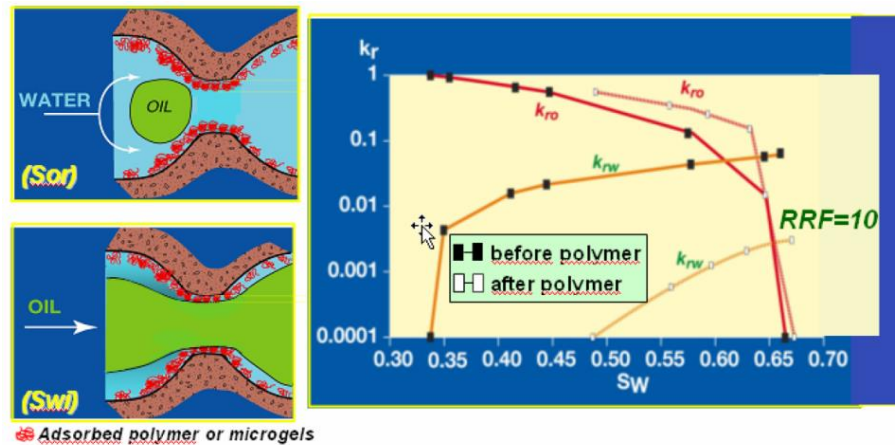 WATER
OIL
(Sor)
OIL
(Swi)
Adsorbed polymer or microgels
kr
1
0.1
0.01
0.001
0.0001
kro
kro
krw
krw
RRF=10
before polymer
after polymer
0.30 0.35 0.40 0.45 0.50 0.55 0.60 0.65 0.70
Sw